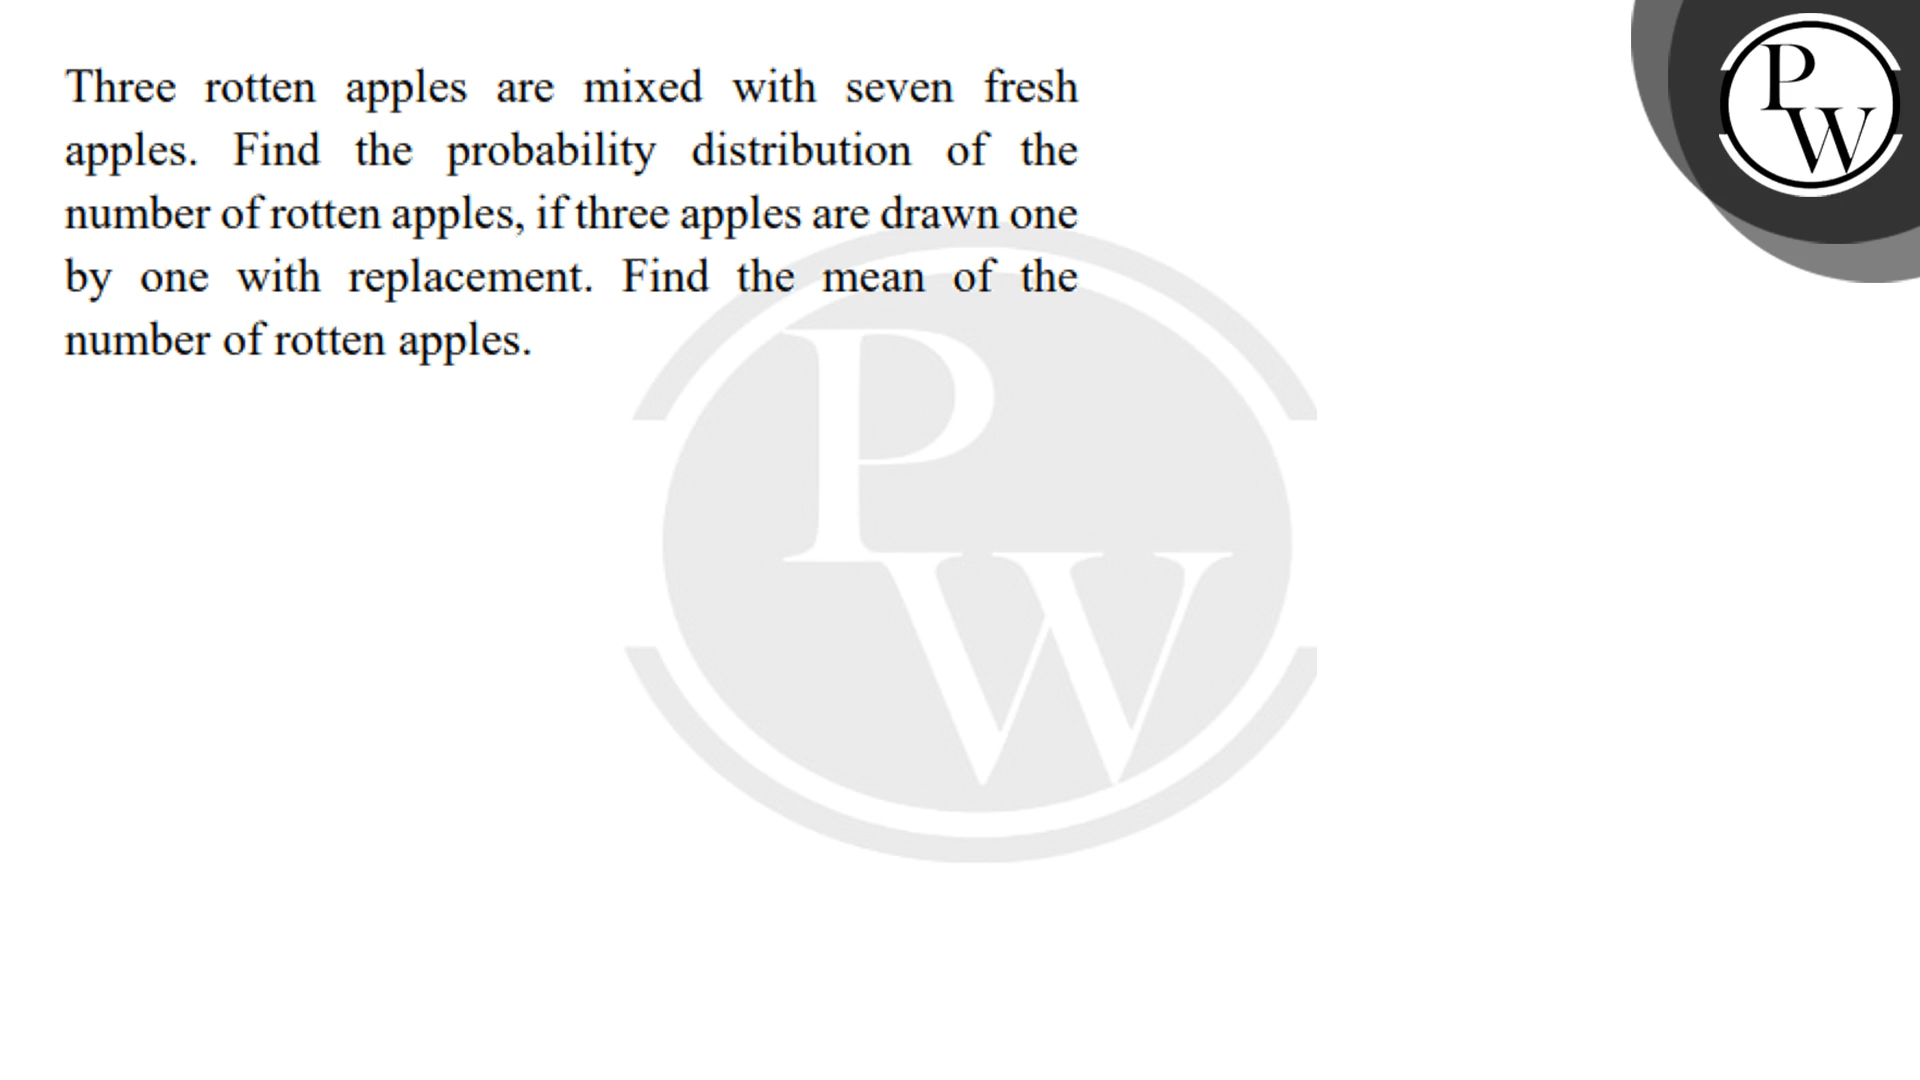 Three rotten apples are mixed with seven fresh
apples. Find the probability distribution of the
number of rotten apples, if three apples are drawn one
by one with replacement. Find the mean of the
number of rotten apples.
PW
PW